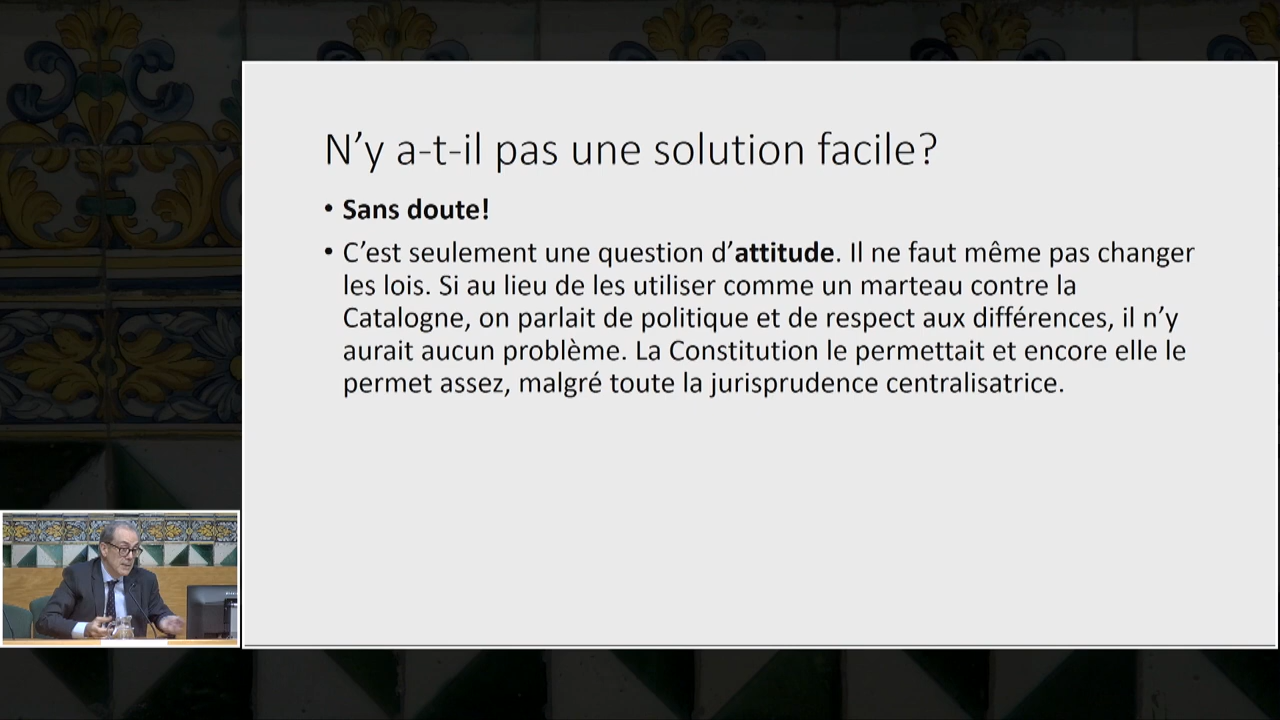 N’y a-t-il pas une solution facile?
• Sans doute!
• C’est seulement une question d’attitude. Il ne faut même pas changer
les lois. Si au lieu de les utiliser comme un marteau contre la
Catalogne, on parlait de politique et de respect aux différences, il n’y
aurait aucun problème. La Constitution le permettait et encore elle le
permet assez, malgré toute la jurisprudence centralisatrice.